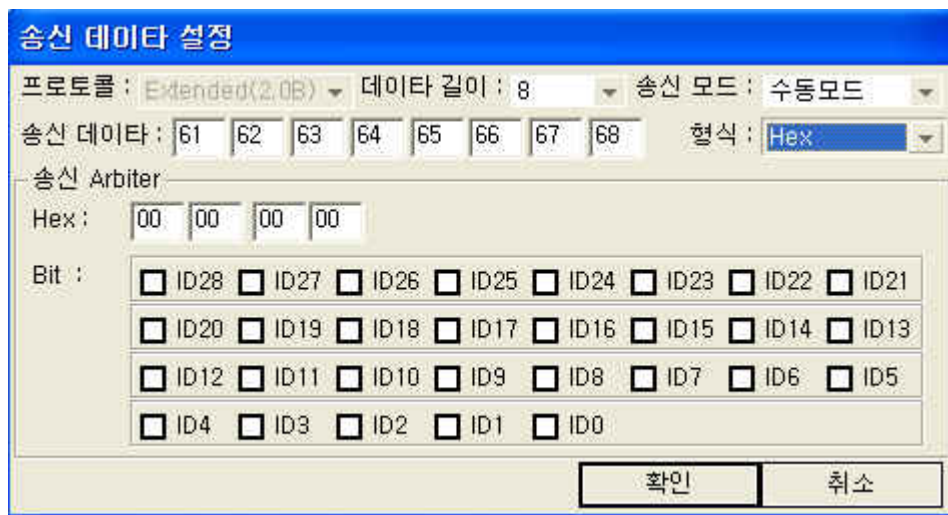 송신 데이타 설정
프로토콜 : Extended(2.0B) 데이타 길이 : 8 송신 모드 : 수동모드
송신 데이타 : 61 62 63 64 65 66 67 68 형식 : Hex
송신 Arbiter
Hex : 00 00 00 00
Bit : ID28 ID27 ID26 ID25 ID24 ID23 ID22 ID21
ID20 ID19 ID18 ID17 ID16 ID15 ID14 ID13
ID12 ID11 ID10 ID9 ID8 ID7 ID6 ID5
ID4 ID3 ID2 ID1 ID0
확인 취소